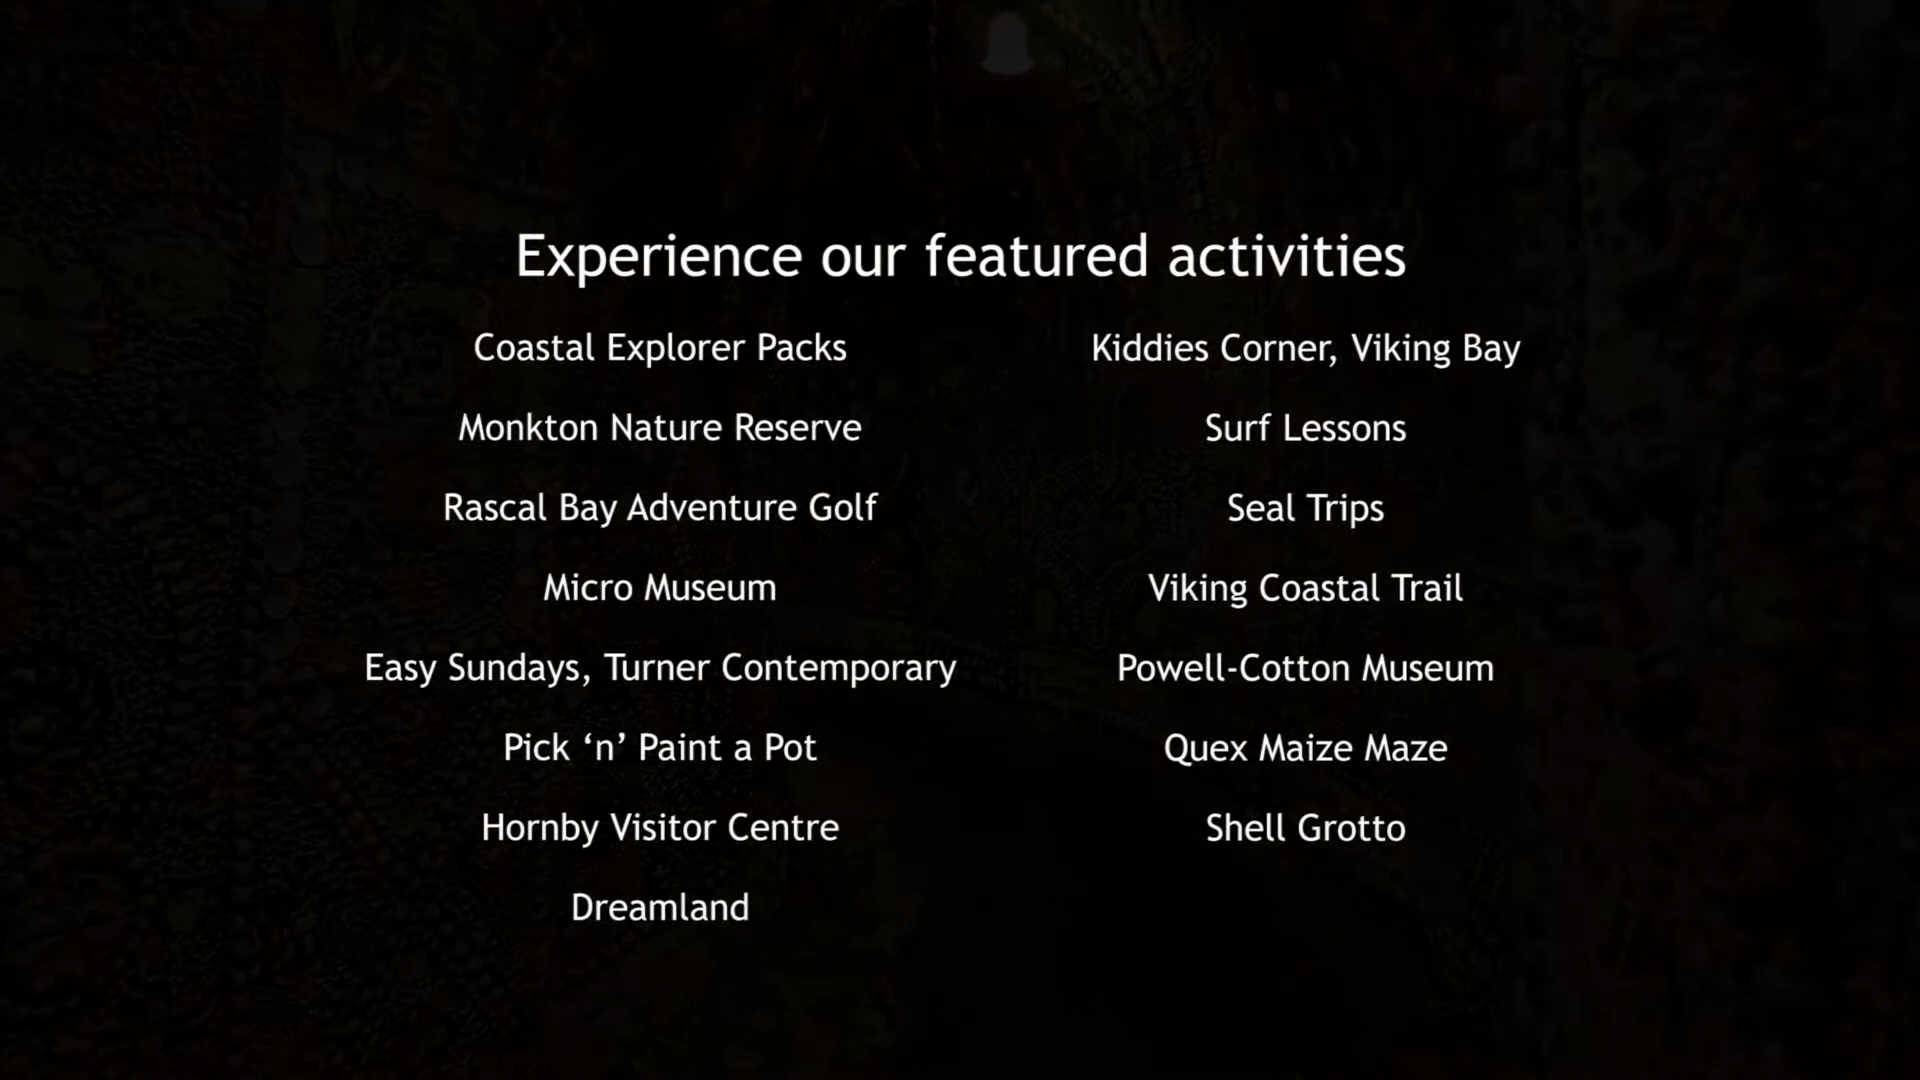 Experience our featured activities
Coastal Explorer Packs
Monkton Nature Reserve
Rascal Bay Adventure Golf
Micro Museum
Easy Sundays, Turner Contemporary
Pick ‘n’ Paint a Pot
Hornby Visitor Centre
Dreamland
Kiddies Corner, Viking Bay
Surf Lessons
Seal Trips
Viking Coastal Trail
Powell-Cotton Museum
Quex Maize Maze
Shell Grotto